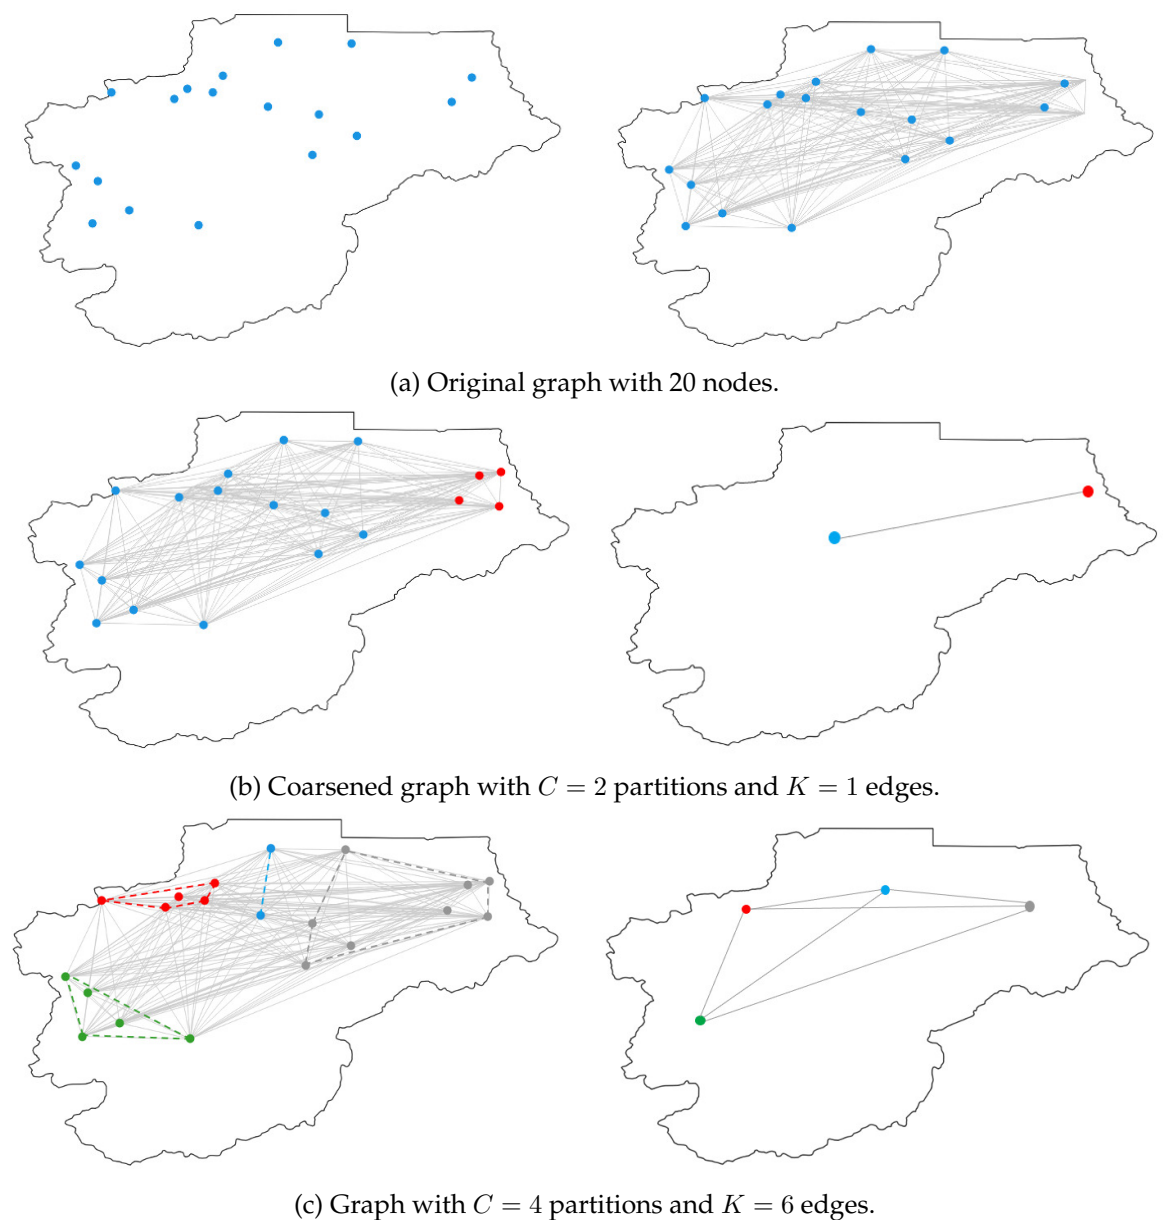 (a) Original graph with 20 nodes.
(b) Coarsened graph with C = 2 partitions and K = 1 edges.
(c) Graph with C = 4 partitions and K = 6 edges.